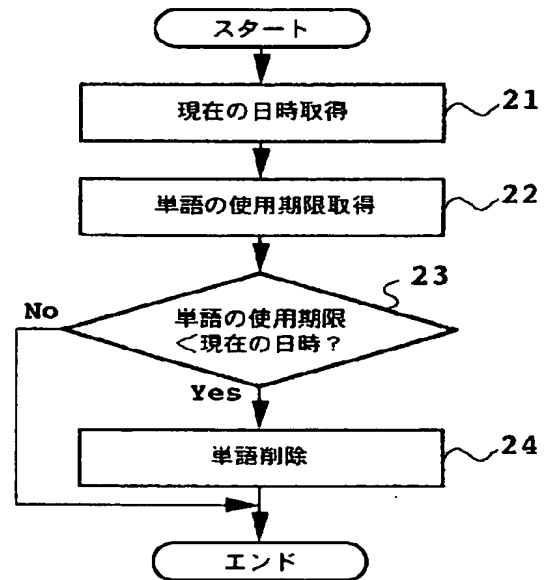 スタート
現在の日時取得
21
単語の使用期限取得
22
23
No
単語の使用期限
<現在の日時?
Yes
単語削除
24
エンド